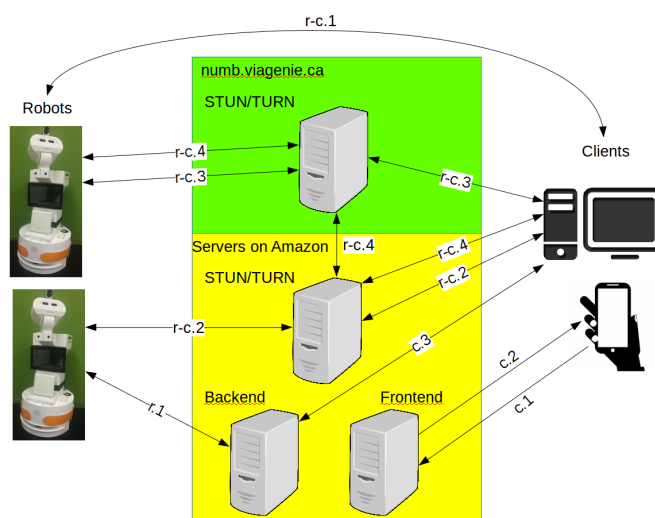 r-c.1
numb.viagenie.ca
STUN/TURN
Robots
Clients
r-c.4
r-c.3
r-c.3
Servers on Amazon
r-c.4
r-c.4
STUN/TURN
r-c.2
r-c.2
c.3
c.2
r.1
Backend
Frontend
c.1